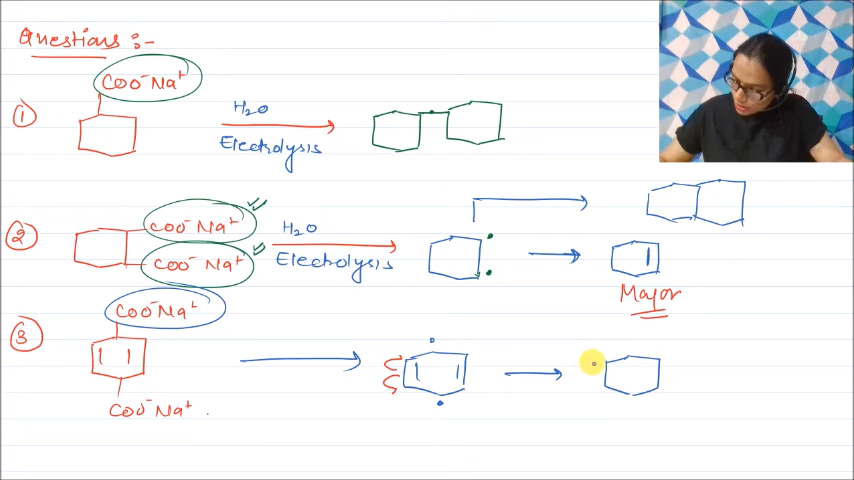 Questions :-
① COO⁻Na⁺ H₂O
Electrolysis
② COO⁻Na⁺ H₂O
COO⁻Na⁺ Electrolysis
Major
③ COO⁻Na⁺
COO⁻Na⁺.